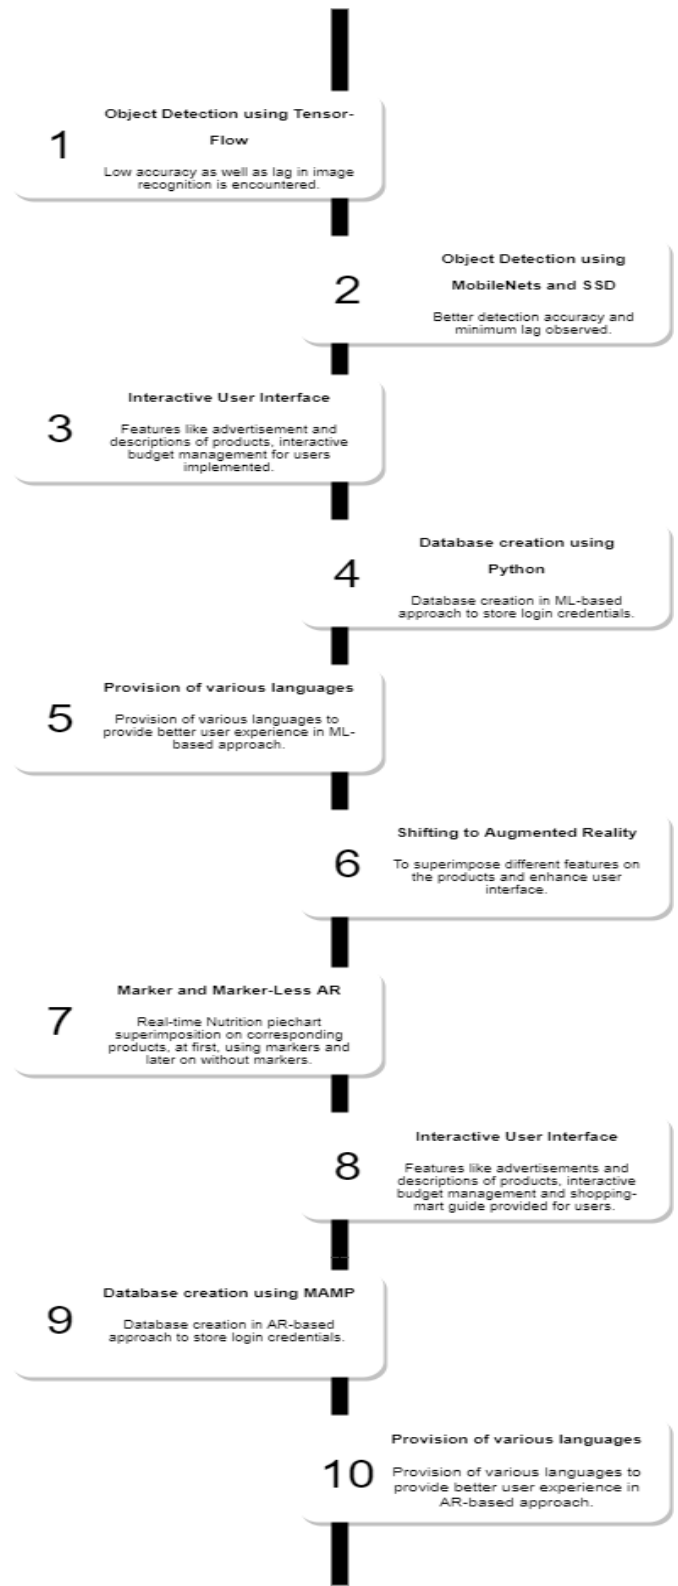 1
Object Detection using Tensor-
Flow
Low accuracy as well as lag in image
recognition is encountered.
2
Object Detection using
MobileNets and SSD
Better detection accuracy and
minimum lag observed.
3
Interactive User Interface
Features like advertisement and
descriptions of products, interactive
budget management for users
implemented.
4
Database creation using
Python
Database creation in ML-based
approach to store login credentials.
5
Provision of various languages
Provision of various languages to
provide better user experience in ML-
based approach.
6
Shifting to Augmented Reality
To superimpose different features on
the products and enhance user
interface.
7
Marker and Marker-Less AR
Real-time Nutrition piechart
superimposition on corresponding
products, at first, using markers and
later on without markers.
8
Interactive User Interface
Features like advertisements and
descriptions of products, interactive
budget management and shopping-
mart guide provided for users.
9
Database creation using MAMP
Database creation in AR-based
approach to store login credentials.
10
Provision of various languages
Provision of various languages to
provide better user experience in
AR-based approach.